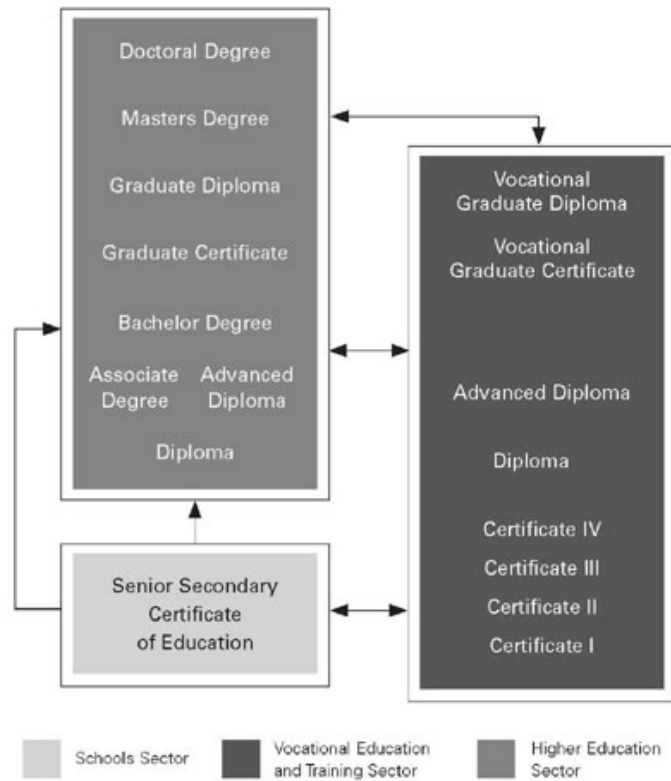 Doctoral Degree
Masters Degree
Graduate Diploma
Graduate Certificate
Bachelor Degree
Associate
Degree
Advanced
Diploma
Diploma
Vocational
Graduate Diploma
Vocational
Graduate Certificate
Advanced Diploma
Diploma
Certificate IV
Certificate III
Certificate II
Certificate I
Senior Secondary
Certificate
of Education
Schools Sector
Vocational Education
and Training Sector
Higher Education
Sector